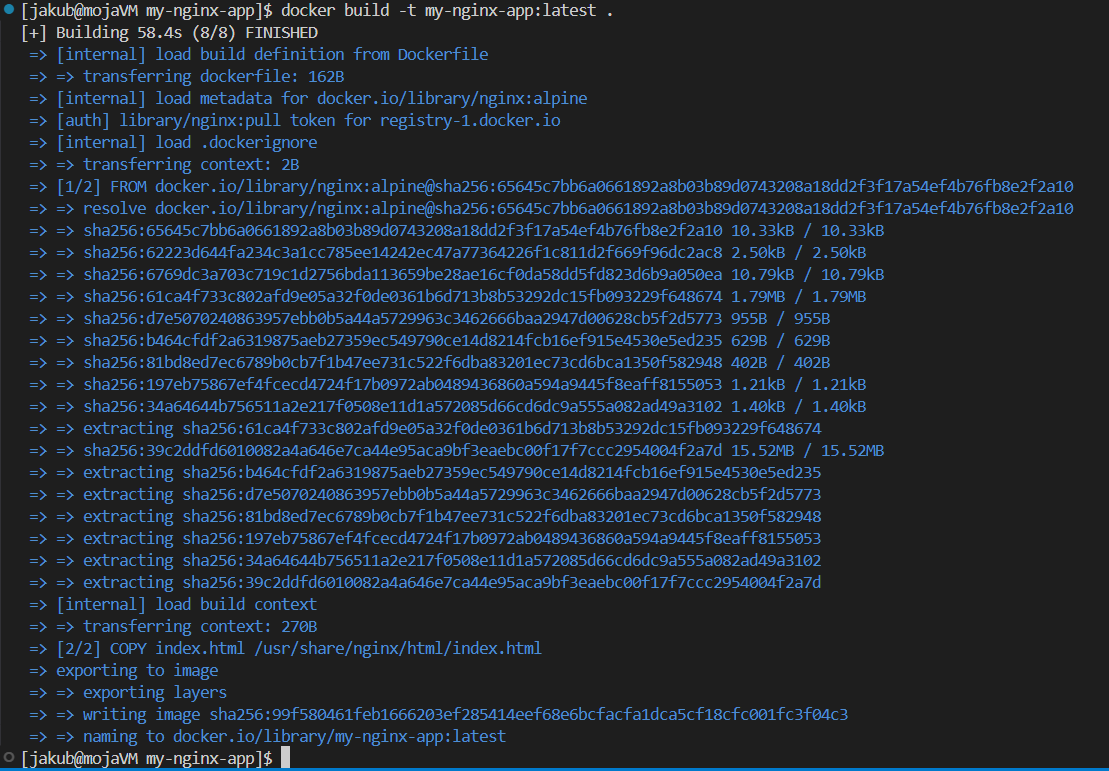 [jakub@mojaVM my-nginx-app]$ docker build -t my-nginx-app:latest .
[+] Building 58.4s (8/8) FINISHED
=> [internal] load build definition from Dockerfile
=> => transferring dockerfile: 162B
=> [internal] load metadata for docker.io/library/nginx:alpine
=> [auth] library/nginx:pull token for registry-1.docker.io
=> [internal] load .dockerignore
=> => transferring context: 2B
=> [1/2] FROM docker.io/library/nginx:alpine@sha256:65645c7bb6a0661892a8b03b89d0743208a18dd2f3f17a54ef4b76fb8e2f2a10
=> => resolve docker.io/library/nginx:alpine@sha256:65645c7bb6a0661892a8b03b89d0743208a18dd2f3f17a54ef4b76fb8e2f2a10
=> => sha256:65645c7bb6a0661892a8b03b89d0743208a18dd2f3f17a54ef4b76fb8e2f2a10 10.33kB / 10.33kB
=> => sha256:62223d644fa234c3a1cc785ee14242ec47a77364226f1c811d2f669f96dc2ac8 2.50kB / 2.50kB
=> => sha256:6769dc3a703c719c1d2756bda113659be28ae16cf0da58dd5fd823d6b9a050ea 10.79kB / 10.79kB
=> => sha256:61ca4f733c802afd9e05a32f0de0361b6d713b8b53292dc15fb093229f648674 1.79MB / 1.79MB
=> => sha256:d7e5070240863957ebb0b5a44a5729963c3462666baa2947d00628cb5f2d5773 955B / 955B
=> => sha256:b464cfdf2a6319875aeb27359ec549790ce14d8214fcb16ef915e4530e5ed235 629B / 629B
=> => sha256:81bd8ed7ec6789b0cb7f1b47ee731c522f6dba83201ec73cd6bca1350f582948 402B / 402B
=> => sha256:197eb75867ef4fcecd4724f17b0972ab0489436860a594a9445f8eaff8155053 1.21kB / 1.21kB
=> => sha256:34a64644b756511a2e217f0508e11d1a572085d66cd6dc9a555a082ad49a3102 1.40kB / 1.40kB
=> => extracting sha256:61ca4f733c802afd9e05a32f0de0361b6d713b8b53292dc15fb093229f648674
=> => sha256:39c2ddfd6010082a4a646e7ca44e95aca9bf3eaebc00f17f7ccc2954004f2a7d 15.52MB / 15.52MB
=> => extracting sha256:b464cfdf2a6319875aeb27359ec549790ce14d8214fcb16ef915e4530e5ed235
=> => extracting sha256:d7e5070240863957ebb0b5a44a5729963c3462666baa2947d00628cb5f2d5773
=> => extracting sha256:81bd8ed7ec6789b0cb7f1b47ee731c522f6dba83201ec73cd6bca1350f582948
=> => extracting sha256:197eb75867ef4fcecd4724f17b0972ab0489436860a594a9445f8eaff8155053
=> => extracting sha256:34a64644b756511a2e217f0508e11d1a572085d66cd6dc9a555a082ad49a3102
=> => extracting sha256:39c2ddfd6010082a4a646e7ca44e95aca9bf3eaebc00f17f7ccc2954004f2a7d
=> [internal] load build context
=> => transferring context: 270B
=> [2/2] COPY index.html /usr/share/nginx/html/index.html
=> exporting to image
=> => exporting layers
=> => writing image sha256:99f580461feb1666203ef285414eef68e6bcfacfa1dca5cf18cfc001fc3f04c3
=> => naming to docker.io/library/my-nginx-app:latest
[jakub@mojaVM my-nginx-app]$